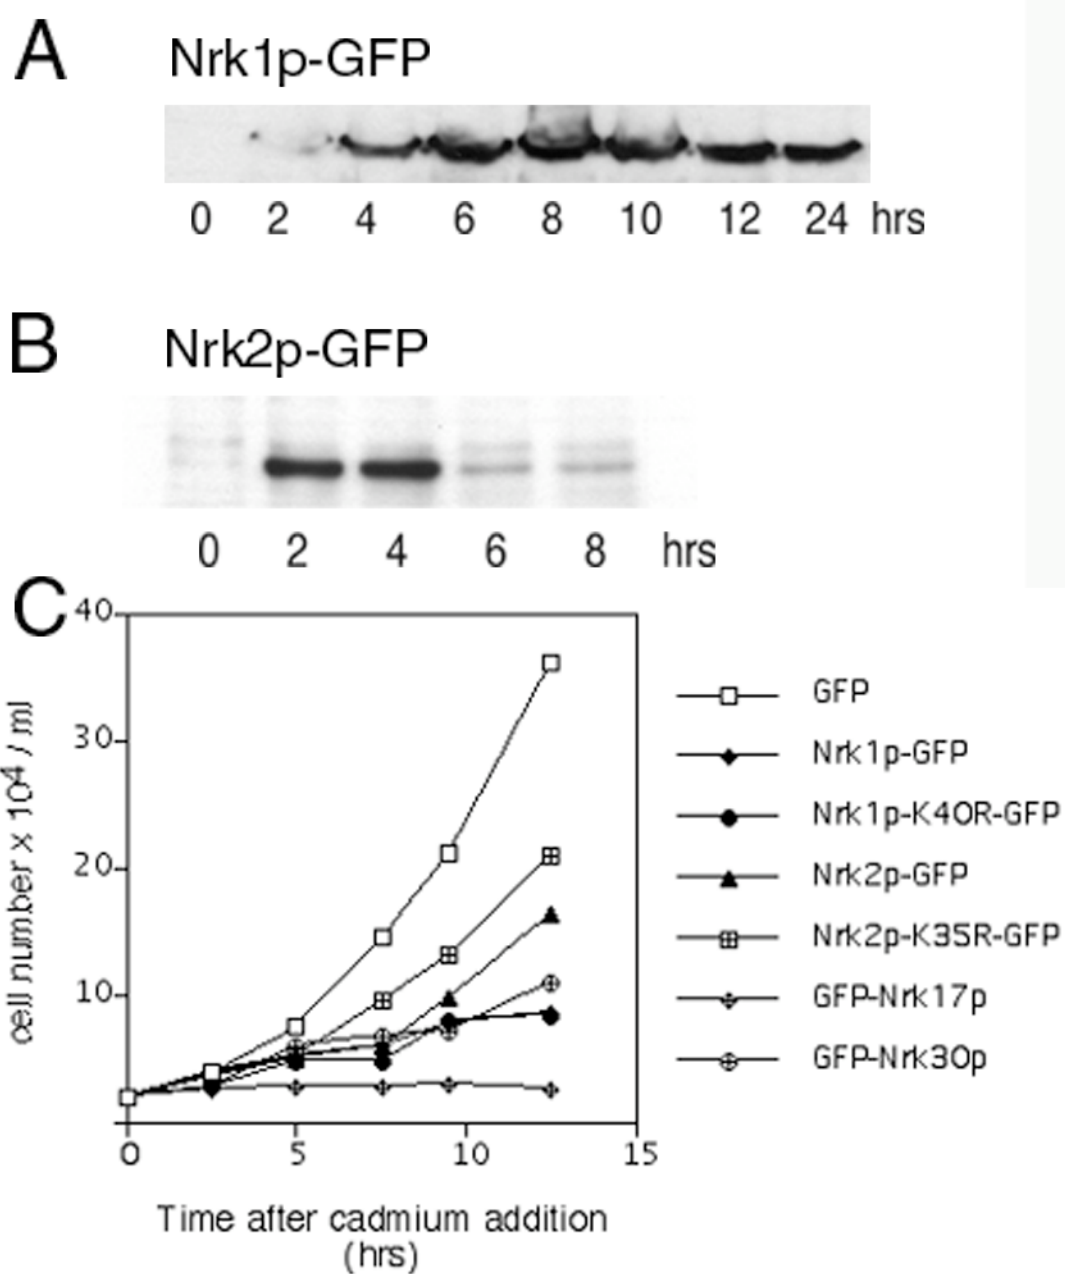 A
Nrk1p-GFP
0 2 4 6 8 10 12 24 hrs
B
Nrk2p-GFP
0 2 4 6 8 hrs
C
40
30
20
10
cell number x 10⁴ / ml
0 5 10 15
Time after cadmium addition
(hrs)
GFP
Nrk1p-GFP
Nrk1p-K40R-GFP
Nrk2p-GFP
Nrk2p-K35R-GFP
GFP-Nrk17p
GFP-Nrk30p